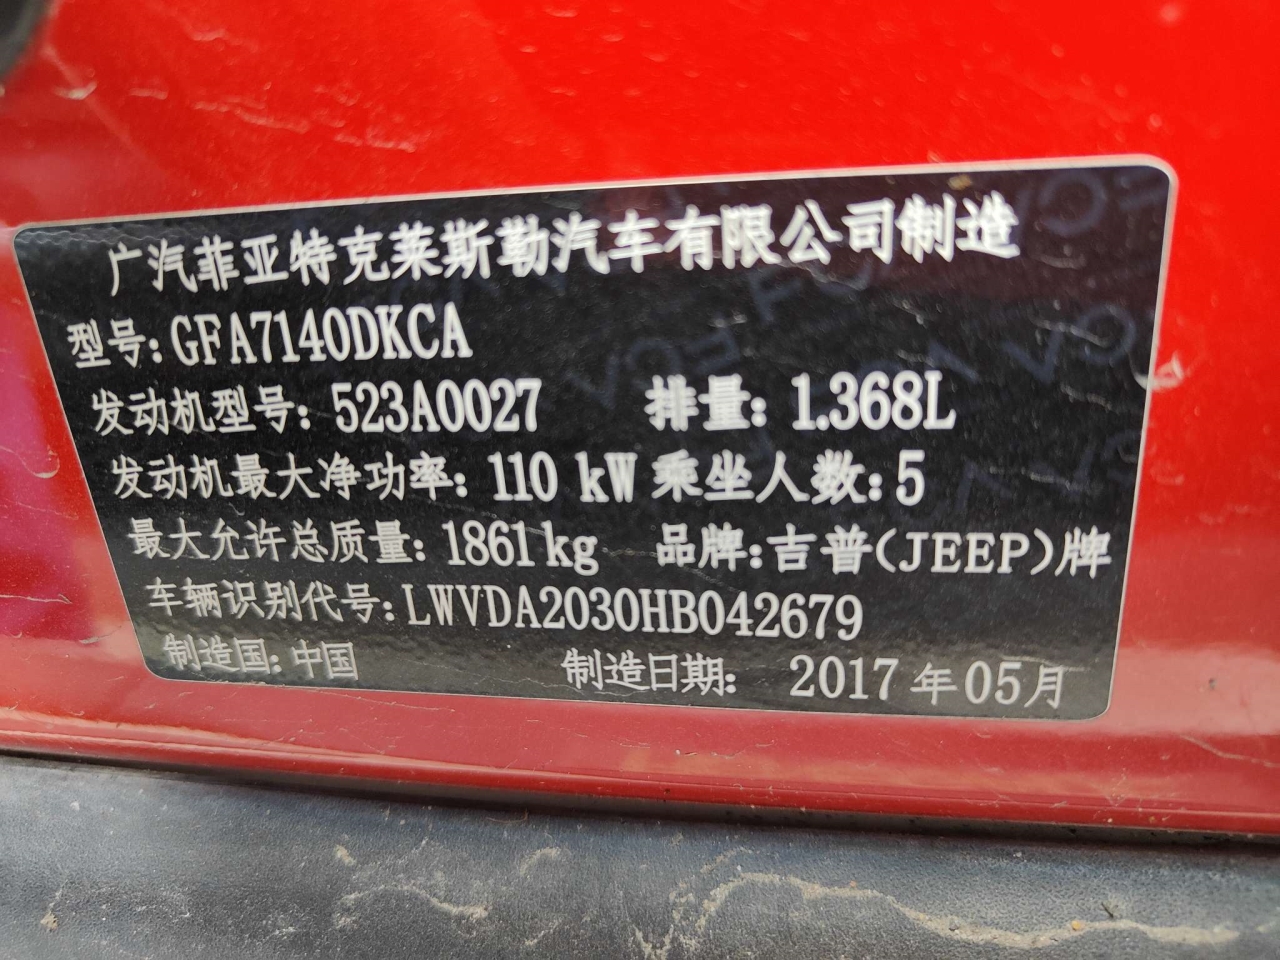 广汽菲亚特克莱斯勒汽车有限公司制造
型号:GFA7140DKCA
发动机型号:523A0027 排量:1.368L
发动机最大净功率:110 kW 乘坐人数:5
最大允许总质量:1861kg 品牌:吉普(JEEP)牌
车辆识别代号:LWVDA2030HB042679
制造国:中国 制造日期: 2017年05月